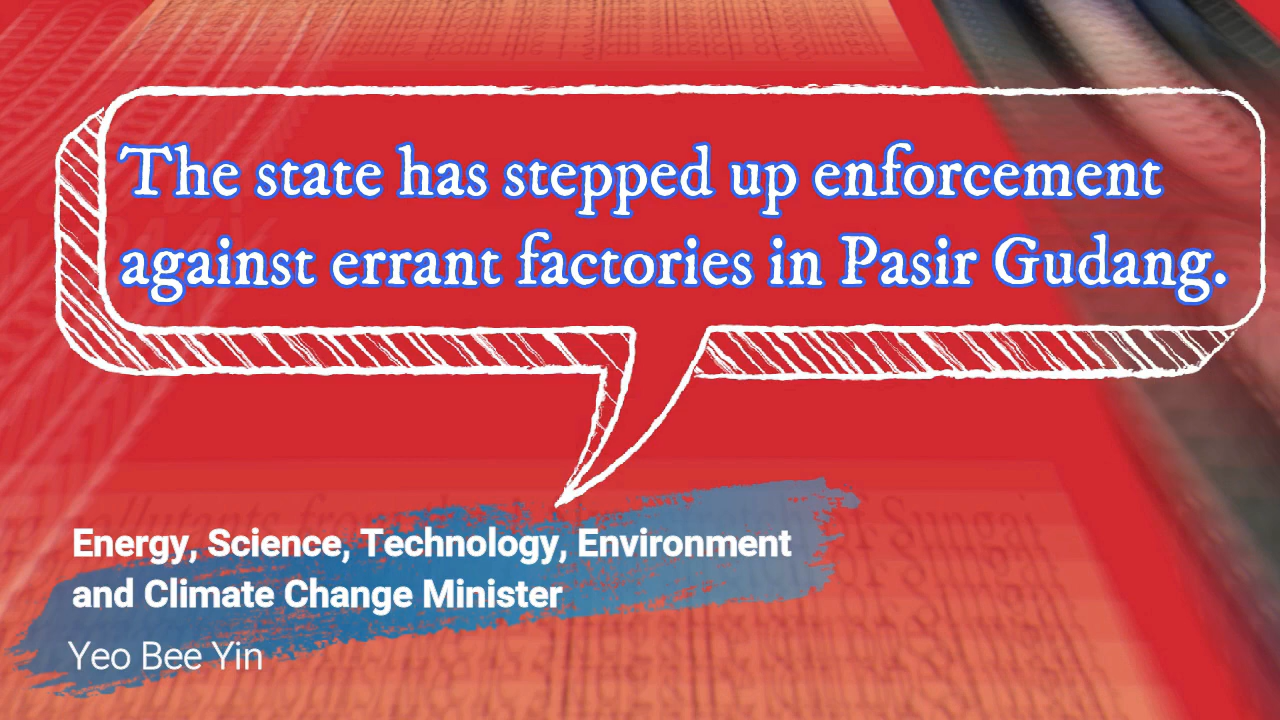 The state has stepped up enforcement
against errant factories in Pasir Gudang.
Energy, Science, Technology, Environment
and Climate Change Minister
Yeo Bee Yin